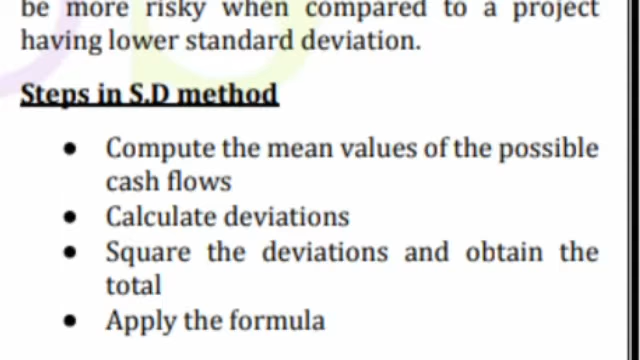 be more risky when compared to a project
having lower standard deviation.
Steps in S.D method
● Compute the mean values of the possible
cash flows
● Calculate deviations
● Square the deviations and obtain the
total
● Apply the formula